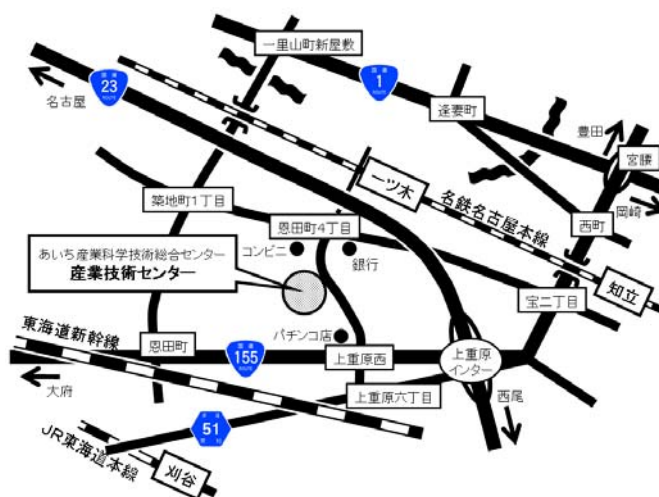 一里山町新屋敷
国道
1
ROUTE
国道
23
ROUTE
名古屋
逢妻町
豊田
宮腰
岡崎
一ツ木
名鉄名古屋本線
西町
築地町1丁目
恩田町4丁目
コンビニ
銀行
あいち産業科学技術総合センター
産業技術センター
知立
宝二丁目
東海道新幹線
恩田町
パチンコ店
国道
155
ROUTE
上重原西
上重原
インター
大府
上重原六丁目
西尾
51
JR東海道本線
刈谷